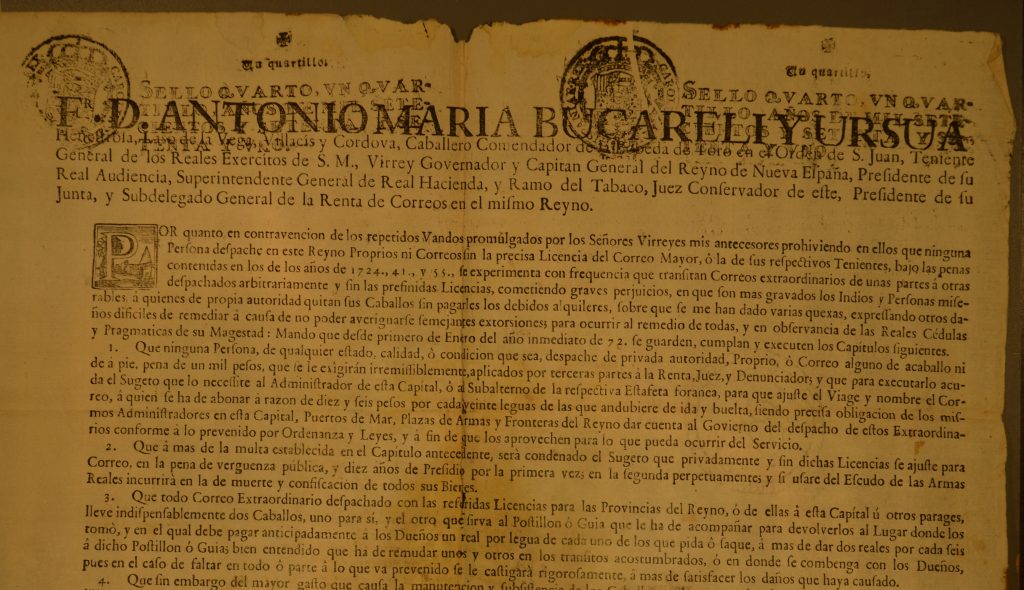 Un quartillo.
Un quartillo.
SELLO QVARTO, VN QVAR-
SELLO QVARTO, VN QVAR-
FR. D. ANTONIO MARIA BUCARELLI Y URSUA
Henestrosa, Laso de la Vega, Villacis y Cordova, Caballero Comendador de la Tobeda de Toro en el Orden de S. Juan, Teniente
General de los Reales Exercitos de S. M., Virrey Governador y Capitan General del Reyno de Nueva España, Presidente de su
Real Audiencia, Superintendente General de Real Hacienda, y Ramo del Tabaco, Juez Conservador de este, Presidente de su
Junta, y Subdelegado General de la Renta de Correos en el mismo Reyno.
POR quanto en contravencion de los repetidos Vandos promulgados por los Señores Virreyes mis antecesores prohiviendo en ellos que ninguna
Persona despache en este Reyno Proprios ni Correos sin la precisa Licencia del Correo Mayor, ó la de sus respectivos Tenientes, bajo las penas
contenidas en los de los años de 1724., 41., y 55., se experimenta con frequencia que transitan Correos extraordinarios de unas partes á otras
despachados arbitrariamente y sin las prefinidas Licencias, cometiendo graves perjuicios, en que son mas gravados los Indios y Personas mise-
rables, á quienes de propia autoridad quitan sus Caballos sin pagarles los debidos alquileres, sobre que se me han dado varias quexas, expressando otros da-
ños dificiles de remediar á causa de no poder averiguarse semejantes extorsiones; para ocurrir al remedio de todas, y en observancia de las Reales Cédulas
y Pragmaticas de su Magestad: Mando que desde primero de Enero del año inmediato de 72. se guarden, cumplan y executen los Capitulos siguientes.
1. Que ninguna Persona, de qualquier estado, calidad, ó condicion que sea, despache de privada autoridad, Proprio, ó Correo alguno de acaballo ni
de á pie, pena de un mil pesos, que se le exigirán irremisiblemente, aplicados por terceras partes á la Renta, Juez, y Denunciador; y que para executarlo acu-
da el Sugeto que lo necessite al Administrador de esta Capital, ó al Subalterno de la respectiva Estafeta foranea, para que ajuste el Viage y nombre el Cor-
reo, á quien se ha de abonar á razon de diez y seis pesos por cada veinte leguas de las que andubiere de ida y buelta, siendo precisa obligacion de los mis-
mos Administradores en esta Capital, Puertos de Mar, Plazas de Armas y Fronteras del Reyno dar cuenta al Govierno del despacho de estos Extraordina-
rios conforme á lo prevenido por Ordenanza y Leyes, y á fin de que los aprovechen para lo que pueda ocurrir del Servicio.
2. Que á mas de la multa establecida en el Capitulo antecedente, será condenado el Sugeto que privadamente y sin dichas Licencias se ajuste para
Correo, en la pena de verguenza pública, y diez años de Presidio por la primera vez; en la segunda perpetuamente; y si usare del Escudo de las Armas
Reales incurrirá en la de muerte y confiscacion de todos sus Bienes.
3. Que todo Correo Extraordinario despachado con las referidas Licencias para las Provincias del Reyno, ó de ellas á esta Capital ú otros parages,
lleve indispensablemente dos Caballos, uno para si, y el otro que sirva al Postillon ó Guia que le ha de acompañar para devolverlos al Lugar donde los
tomó, y en el qual debe pagar anticipadamente á los Dueños un real por legua de cada uno de los que pida ó saque, á mas de dar dos reales por cada seis
á dicho Postillon ó Guia; bien entendido que ha de remudar unos y otros en los transitos acostumbrados, ó en donde se combenga con los Dueños,
pues en el caso de faltar en todo ó parte á lo que va prevenido se le castigará rigorosamente, á mas de satisfacer los daños que haya causado.
4. Que sin embargo del mayor gasto que causa la manutencion y subsistencia de los